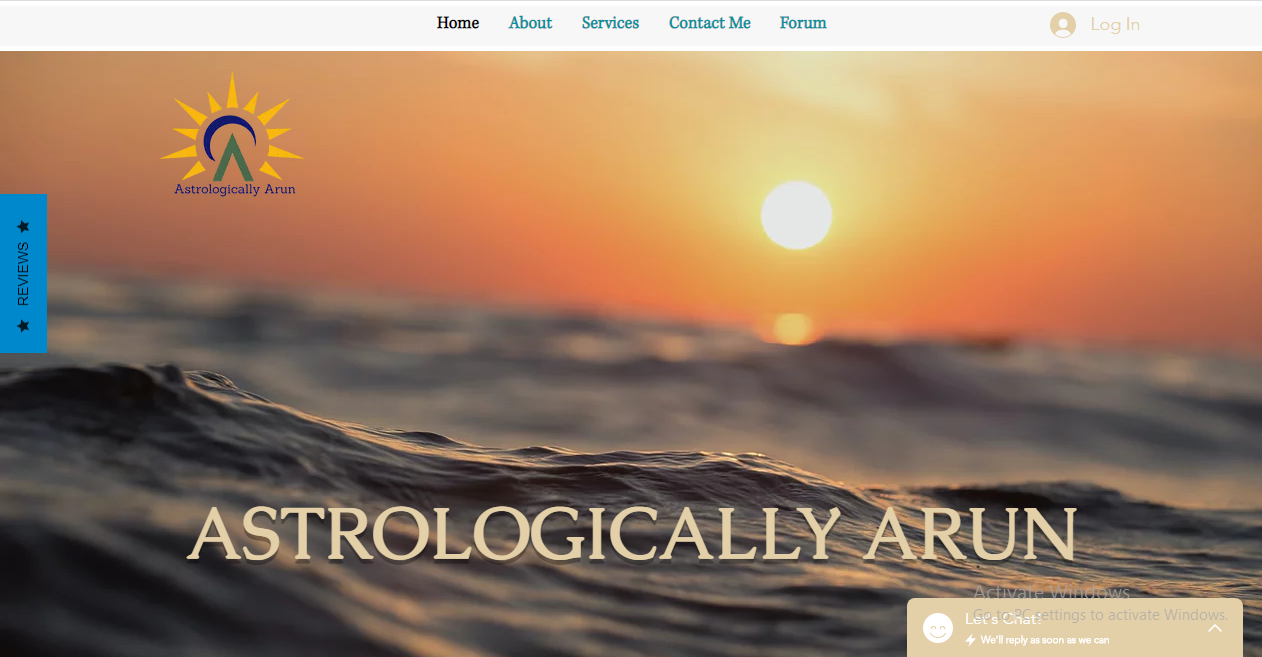 Home About Services Contact Me Forum Log In
Astrologically Arun
REVIEWS
ASTROLOGICALLY ARUN
Activate Windows
Go to PC settings to activate Windows.
Let's Chat!
We'll reply as soon as we can